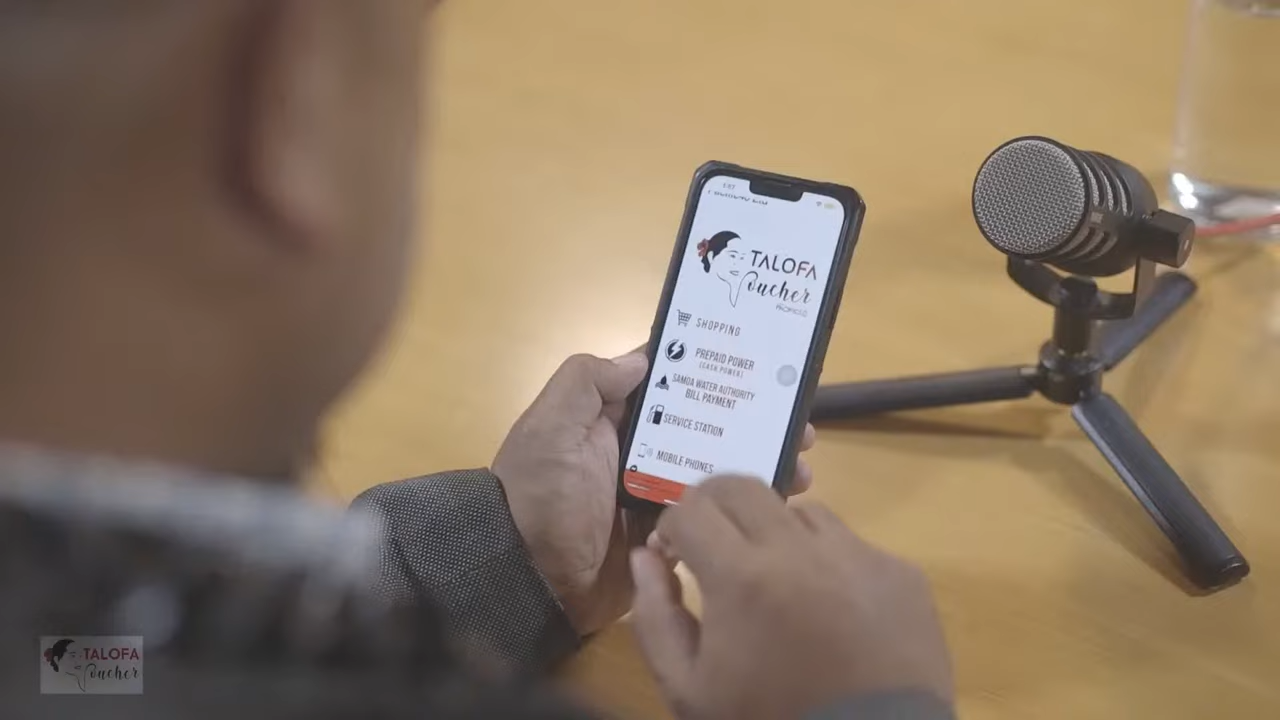 TALOFA
Voucher
SHOPPING
PREPAID POWER
(CASH POWER)
SAMOA WATER AUTHORITY
BILL PAYMENT
SERVICE STATION
MOBILE PHONES
TALOFA
Voucher